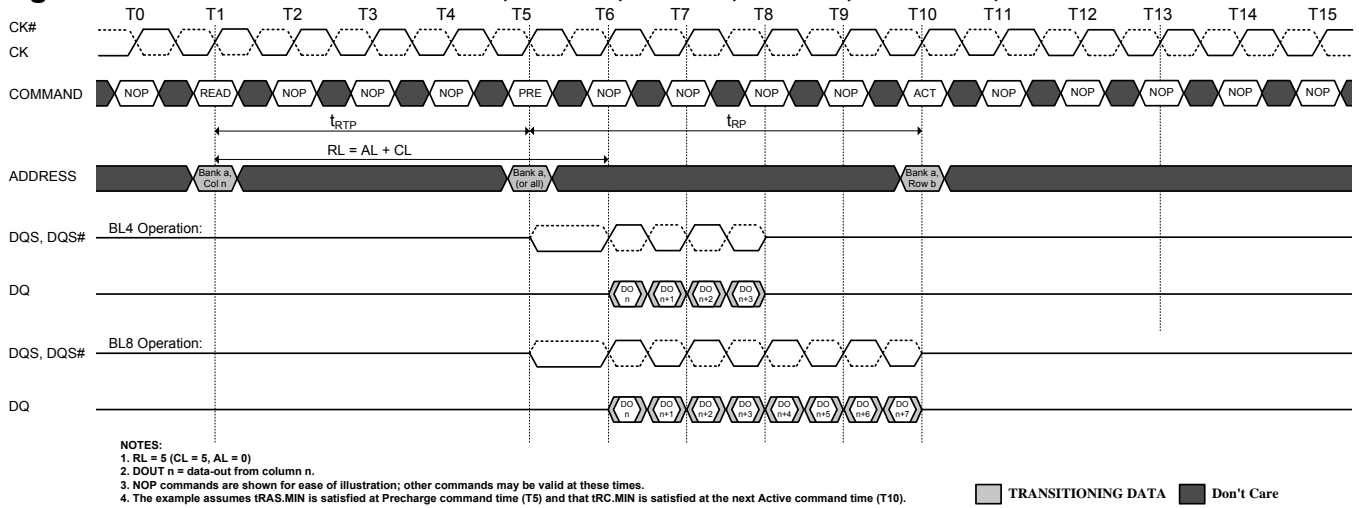 T0 T1 T2 T3 T4 T5 T6 T7 T8 T9 T10 T11 T12 T13 T14 T15
CK#
CK
COMMAND NOP READ NOP NOP NOP PRE NOP NOP NOP NOP ACT NOP NOP NOP NOP NOP
tRTP tRP
RL = AL + CL
ADDRESS
Bank a, Bank a, Bank a,
Col n (or all) Row b
BL4 Operation:
DQS, DQS#
DQ
DO DO DO DO
n n+1 n+2 n+3
BL8 Operation:
DQS, DQS#
DQ
DO DO DO DO DO DO DO DO
n n+1 n+2 n+3 n+4 n+5 n+6 n+7
NOTES:
1. RL = 5 (CL = 5, AL = 0)
2. DOUT n = data-out from column n.
3. NOP commands are shown for ease of illustration; other commands may be valid at these times.
4. The example assumes tRAS.MIN is satisfied at Precharge command time (T5) and that tRC.MIN is satisfied at the next Active command time (T10).
TRANSITIONING DATA Don't Care